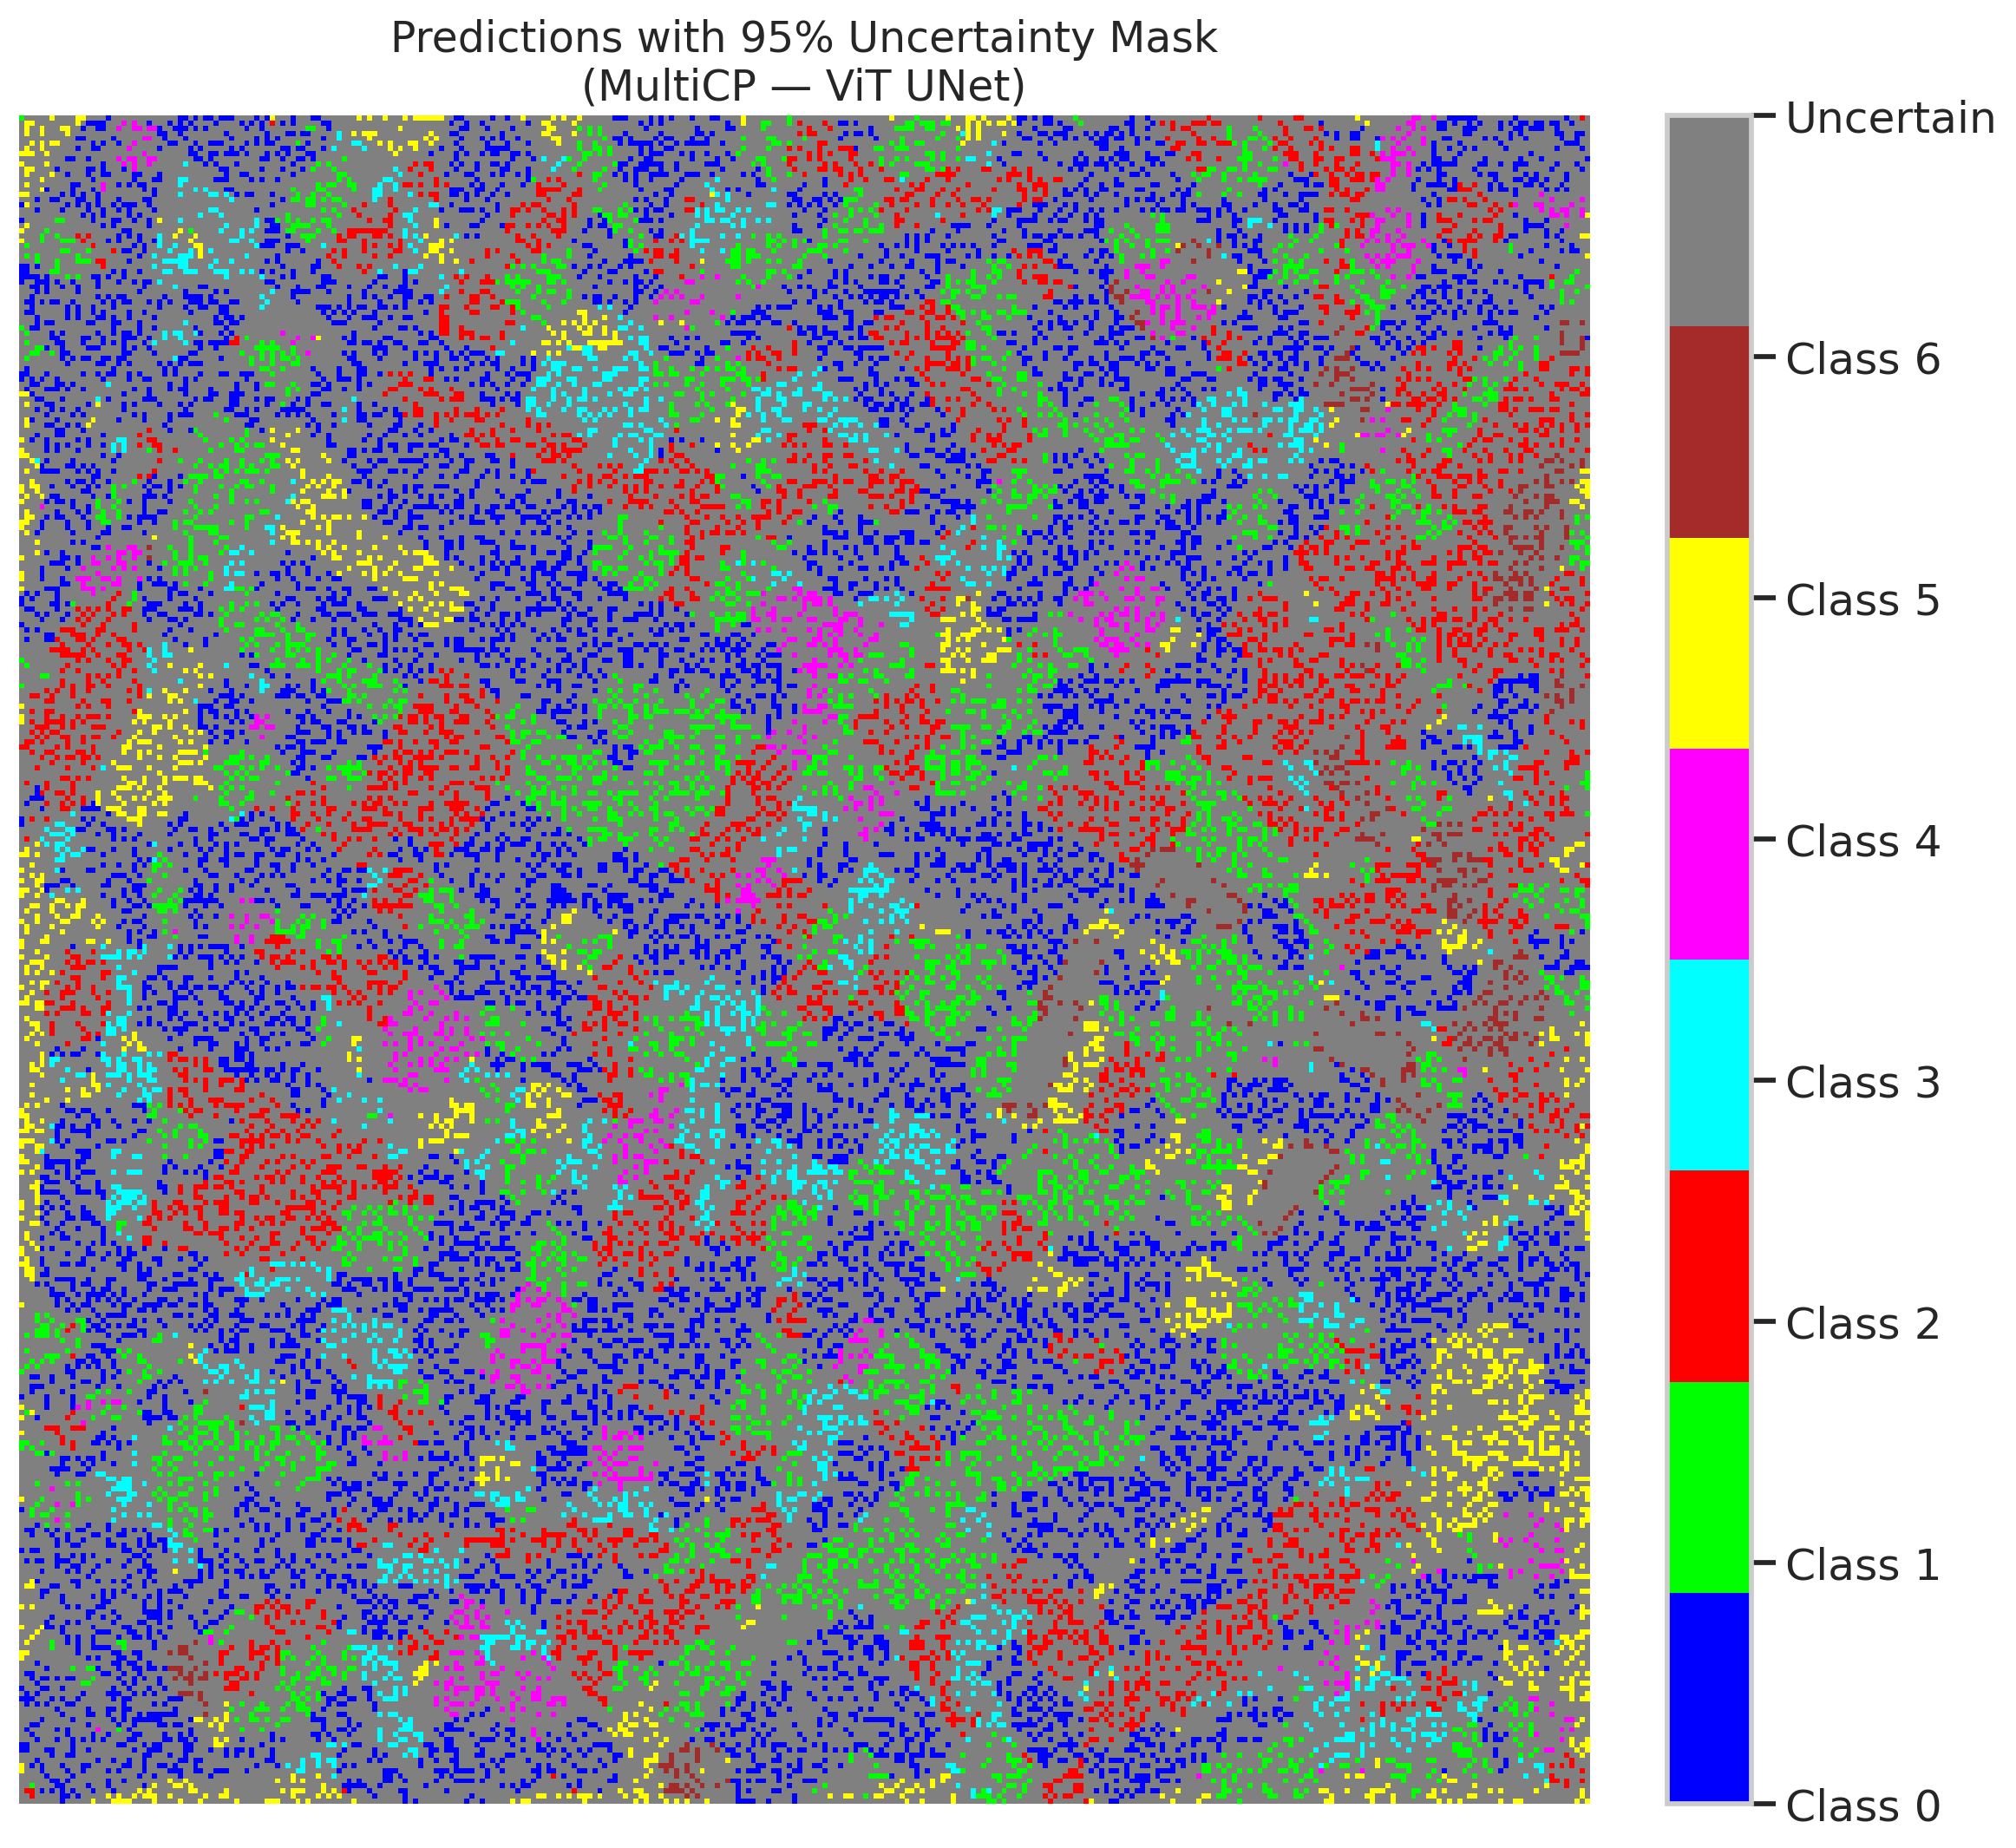 Predictions with 95% Uncertainty Mask
(MultiCP — ViT UNet)
Uncertain
Class 6
Class 5
Class 4
Class 3
Class 2
Class 1
Class 0